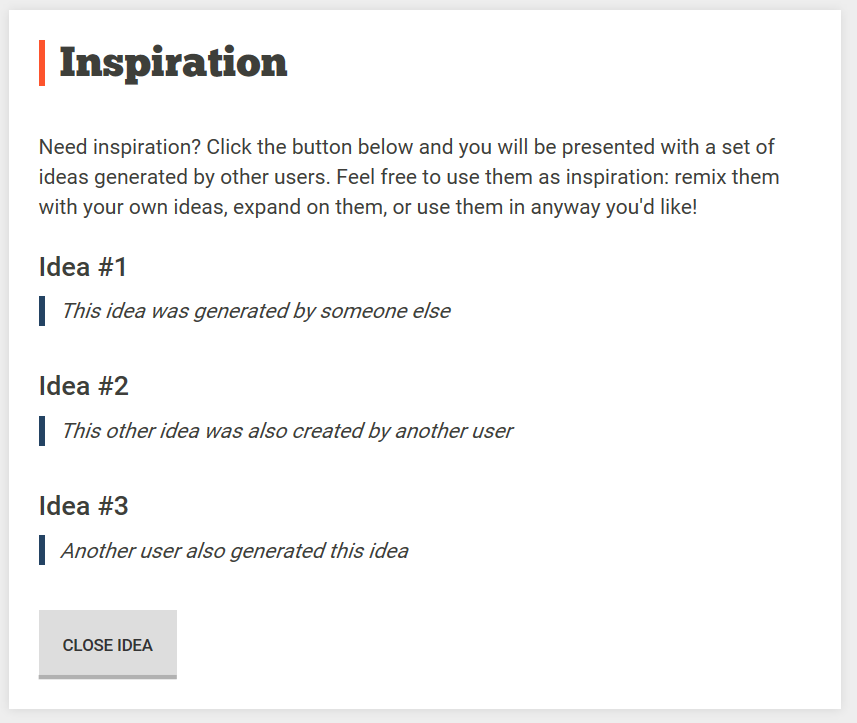 Inspiration
Need inspiration? Click the button below and you will be presented with a set of
ideas generated by other users. Feel free to use them as inspiration: remix them
with your own ideas, expand on them, or use them in anyway you'd like!
Idea #1
This idea was generated by someone else
Idea #2
This other idea was also created by another user
Idea #3
Another user also generated this idea
CLOSE IDEA